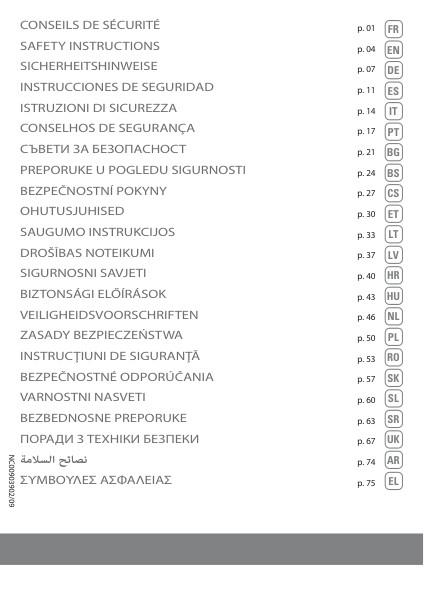 CONSEILS DE SÉCURITÉ p. 01 FR
SAFETY INSTRUCTIONS p. 04 EN
SICHERHEITSHINWEISE p. 07 DE
INSTRUCCIONES DE SEGURIDAD p. 11 ES
ISTRUZIONI DI SICUREZZA p. 14 IT
CONSELHOS DE SEGURANÇA p. 17 PT
СЪВЕТИ ЗА БЕЗОПАСНОСТ p. 21 BG
PREPORUKE U POGLEDU SIGURNOSTI p. 24 BS
BEZPEČNOSTNÍ POKYNY p. 27 CS
OHUTUSJUHISED p. 30 ET
SAUGUMO INSTRUKCIJOS p. 33 LT
DROŠĪBAS NOTEIKUMI p. 37 LV
SIGURNOSNI SAVJETI p. 40 HR
BIZTONSÁGI ELŐÍRÁSOK p. 43 HU
VEILIGHEIDSVOORSCHRIFTEN p. 46 NL
ZASADY BEZPIECZEŃSTWA p. 50 PL
INSTRUCŢIUNI DE SIGURANŢĂ p. 53 RO
BEZPEČNOSTNÉ ODPORÚČANIA p. 57 SK
VARNOSTNI NASVETI p. 60 SL
BEZBEDNOSNE PREPORUKE p. 63 SR
ПОРАДИ З ТЕХНІКИ БЕЗПЕКИ p. 67 UK
نصائح السلامة p. 74 AR
ΣΥΜΒΟΥΛΕΣ ΑΣΦΑΛΕΙΑΣ p. 75 EL
NC00903902/09